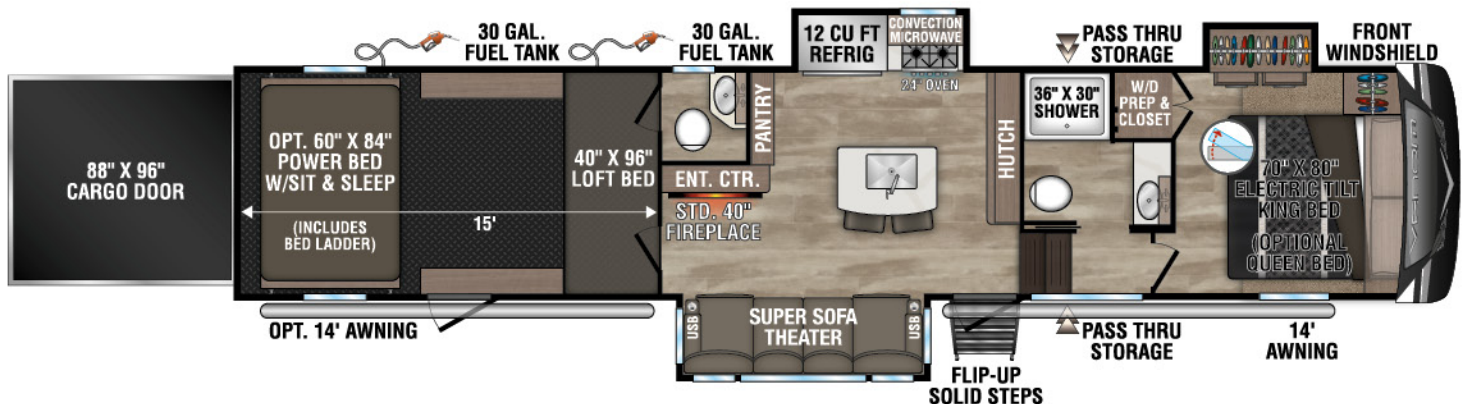 30 GAL.
FUEL TANK
30 GAL.
FUEL TANK
12 CU FT
REFRIG
CONVECTION
MICROWAVE
24" OVEN
PASS THRU
STORAGE
FRONT
WINDSHIELD
88" X 96"
CARGO DOOR
OPT. 60" X 84"
POWER BED
W/SIT & SLEEP
(INCLUDES
BED LADDER)
15'
40" X 96"
LOFT BED
PANTRY
ENT. CTR.
STD. 40"
FIREPLACE
HUTCH
36" X 30"
SHOWER
W/D
PREP &
CLOSET
70" X 80"
ELECTRIC TILT
KING BED
(OPTIONAL
QUEEN BED)
OPT. 14' AWNING
USB
SUPER SOFA
THEATER
USB
FLIP-UP
SOLID STEPS
PASS THRU
STORAGE
14'
AWNING